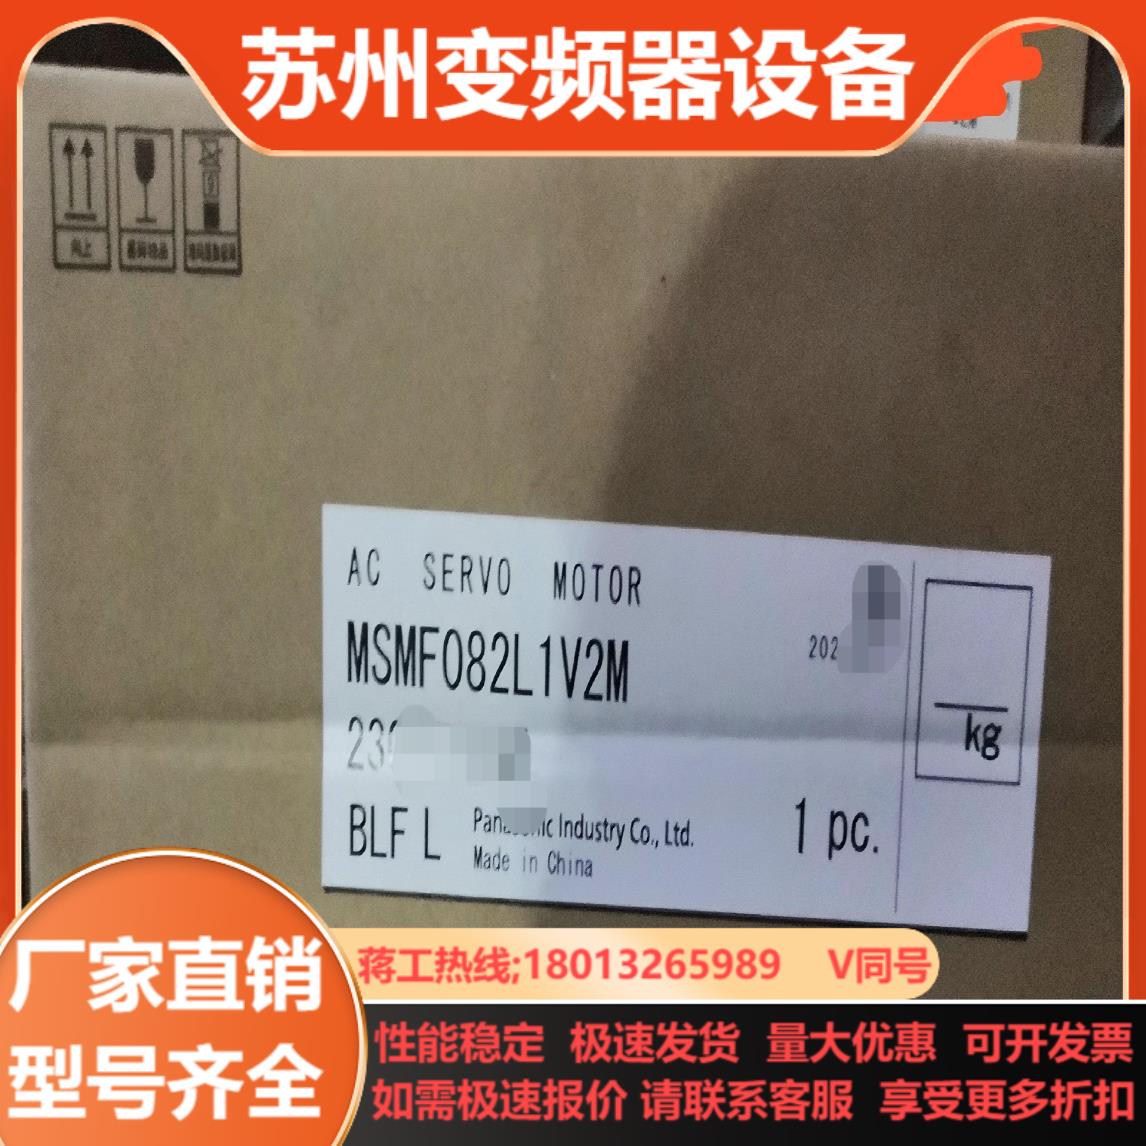 苏州变频器设备
向上
AC SERVO MOTOR
MSMF082L1V2M
202
23
kg
BLF L
Industry Co., Ltd.
1 pc.
Made in China
厂家直销
型号齐全
蒋工热线;18013265989 V同号
性能稳定 极速发货 量大优惠 可开发票
如需极速报价 请联系客服 享受更多折扣